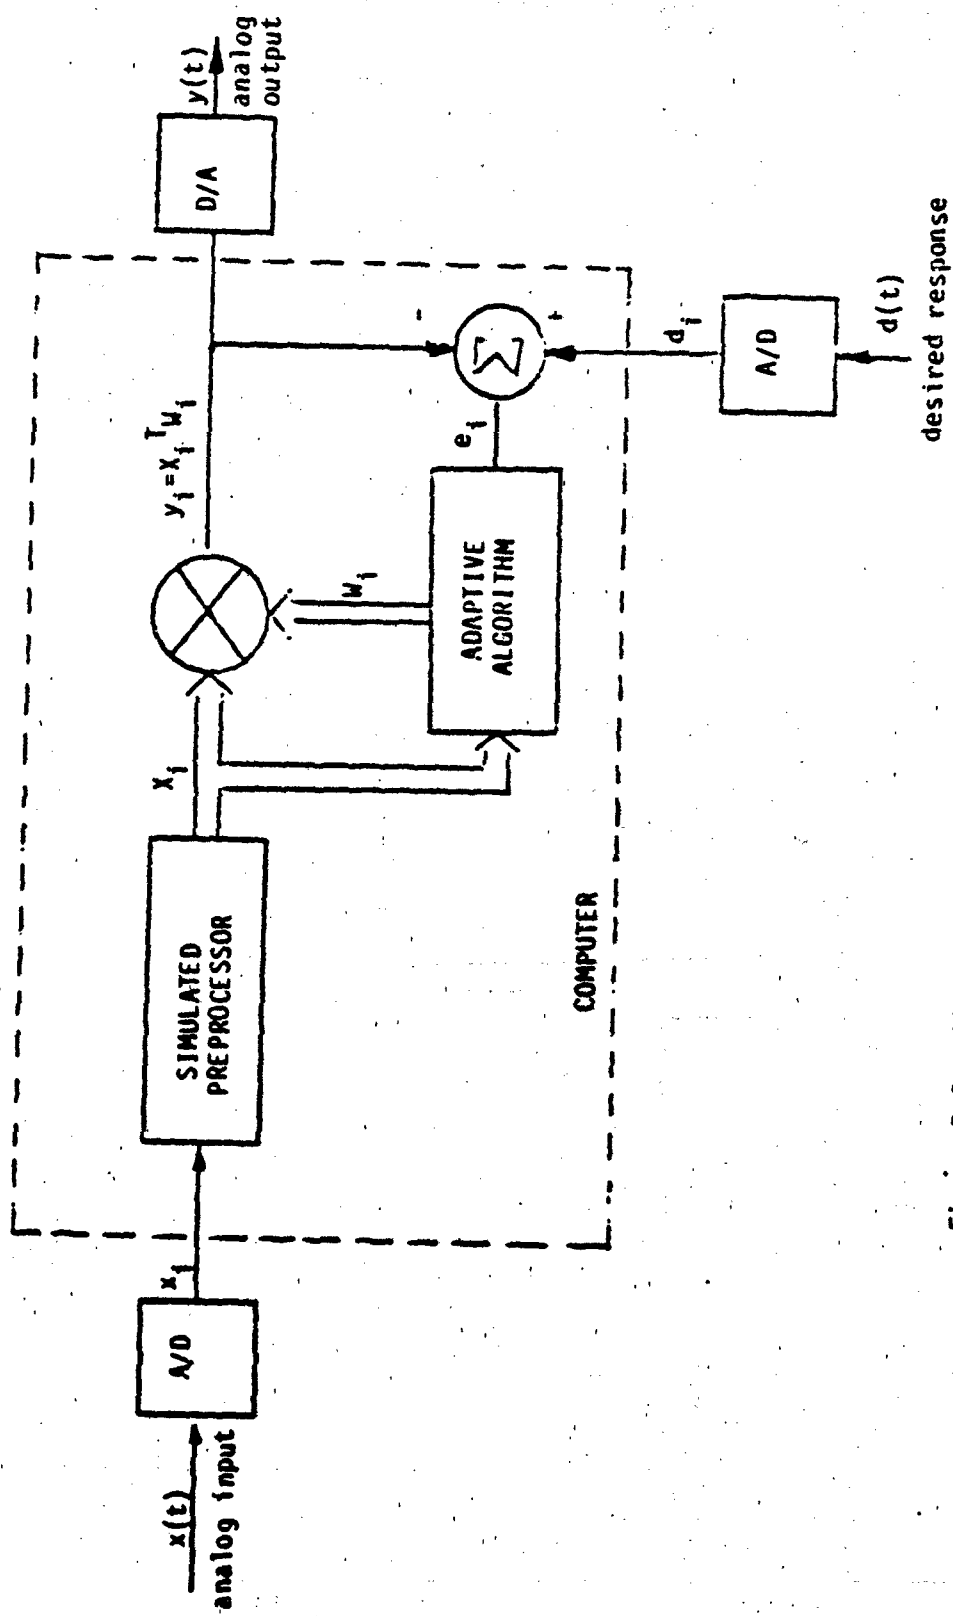 x(t)
analog input
A/D
x_i
SIMULATED
PREPROCESSOR
X_i
y_i=X_i^T W_i
D/A
y(t)
analog
output
W_i
ADAPTIVE
ALGORITHM
e_i
Σ
-
+
d_i
A/D
d(t)
desired response
COMPUTER